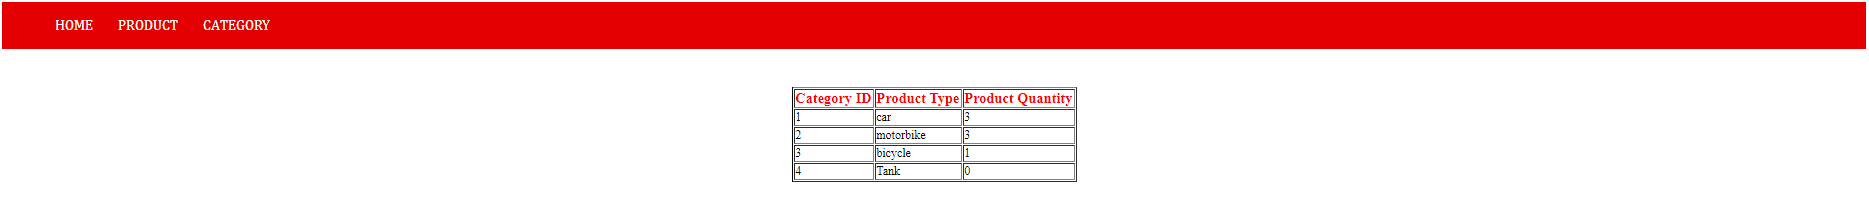 HOME PRODUCT CATEGORY
Category ID Product Type Product Quantity
1 car 3
2 motorbike 3
3 bicycle 1
4 Tank 0